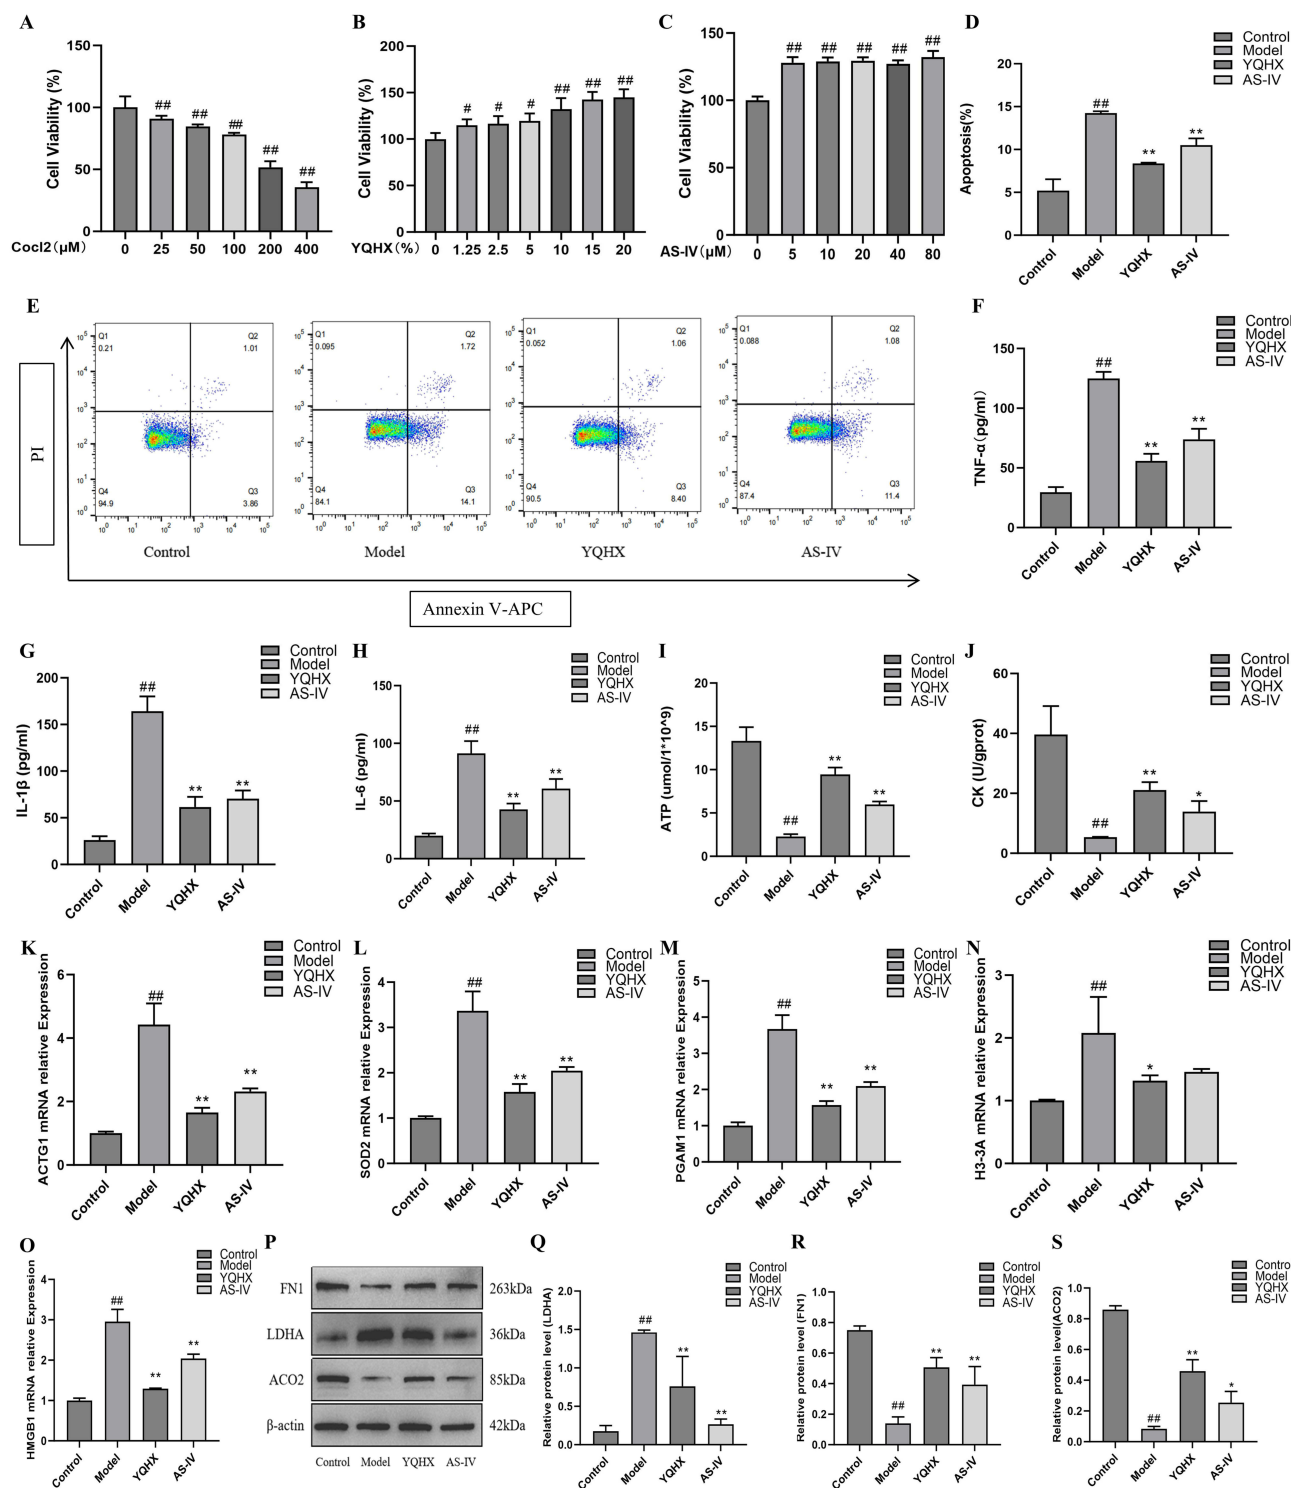 A
Cell Viability (%)
150
100
50
0
## ## ## ## ##
Cocl2(μM)
0 25 50 100 200 400
B
Cell Viability (%)
200
150
100
50
0
# # # ## ## ##
YQHX(%)
0 1.25 2.5 5 10 15 20
C
Cell Viability (%)
150
100
50
0
## ## ## ## ##
AS-IV(μM)
0 5 10 20 40 80
D
Control
Model
YQHX
AS-IV
Apoptosis(%)
20
15
10
5
0
## ** **
Control Model YQHX AS-IV
E
PI
Q1
0.21
Q2
1.01
Q4
94.9
Q3
3.86
Control
Q1
0.095
Q2
1.72
Q4
84.1
Q3
14.1
Model
Q1
0.052
Q2
1.06
Q4
90.5
Q3
8.40
YQHX
Q1
0.088
Q2
1.08
Q4
87.4
Q3
11.4
AS-IV
Annexin V-APC
F
Control
Model
YQHX
AS-IV
TNF-α(pg/ml)
150
100
50
0
## ** **
Control Model YQHX AS-IV
G
Control
Model
YQHX
AS-IV
IL-1β (pg/ml)
200
150
100
50
0
## ** **
Control Model YQHX AS-IV
H
Control
Model
YQHX
AS-IV
IL-6 (pg/ml)
150
100
50
0
## ** **
Control Model YQHX AS-IV
I
Control
Model
YQHX
AS-IV
ATP (umol/1*10^9)
20
15
10
5
0
## ** **
Control Model YQHX AS-IV
J
Control
Model
YQHX
AS-IV
CK (U/gprot)
60
40
20
0
## ** *
Control Model YQHX AS-IV
K
Control
Model
YQHX
AS-IV
ACTG1 mRNA relative Expression
6
4
2
0
## ** **
Control Model YQHX AS-IV
L
Control
Model
YQHX
AS-IV
SOD2 mRNA relative Expression
4
3
2
1
0
## ** **
Control Model YQHX AS-IV
M
Control
Model
YQHX
AS-IV
PGAM1 mRNA relative Expression
5
4
3
2
1
0
## ** **
Control Model YQHX AS-IV
N
Control
Model
YQHX
AS-IV
H3-3A mRNA relative Expression
3
2
1
0
## *
Control Model YQHX AS-IV
O
Control
Model
YQHX
AS-IV
HMGB1 mRNA relative Expression
4
3
2
1
0
## ** **
Control Model YQHX AS-IV
P
FN1 263kDa
LDHA 36kDa
ACO2 85kDa
β-actin 42kDa
Control Model YQHX AS-IV
Q
Control
Model
YQHX
AS-IV
Relative protein level (LDHA)
2.0
1.5
1.0
0.5
0.0
## ** **
Control Model YQHX AS-IV
R
Control
Model
YQHX
AS-IV
Relative protein level (FN1)
1.0
0.8
0.6
0.4
0.2
0.0
## ** **
Control Model YQHX AS-IV
S
Contro
Model
YQHX
AS-IV
Relative protein level(ACO2)
1.0
0.8
0.6
0.4
0.2
0.0
## ** *
Control Model YQHX AS-IV